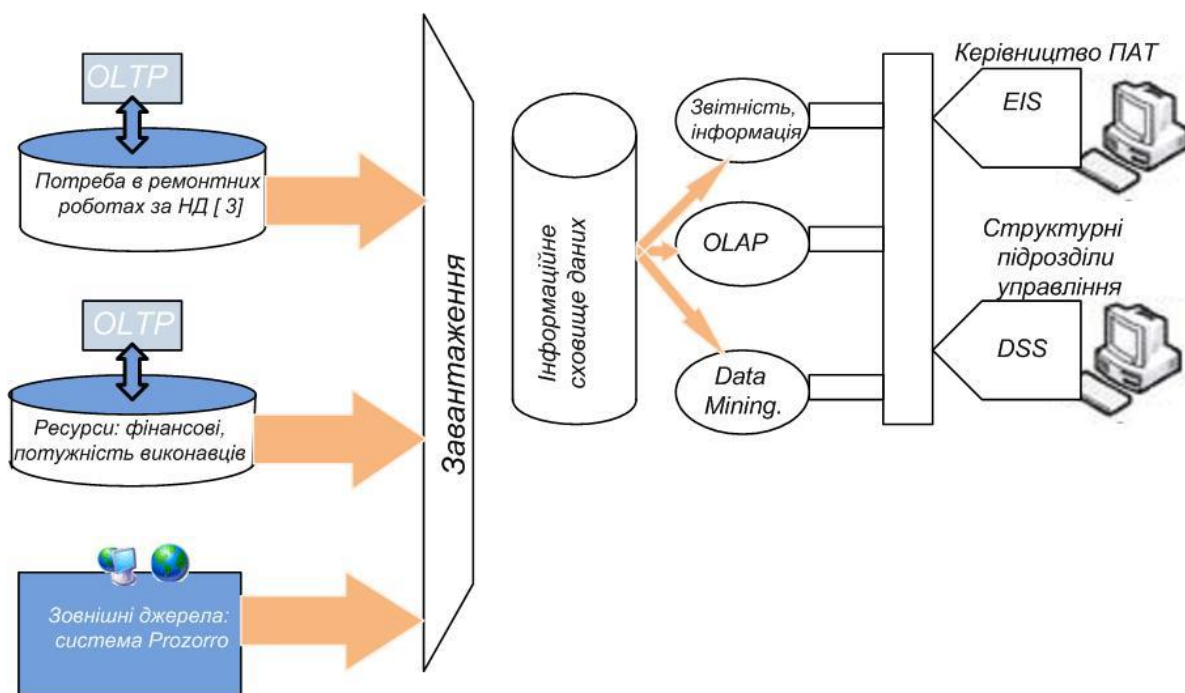 OLTP
Потреба в ремонтних
роботах за НД [ 3]
OLTP
Ресурси: фінансові,
потужність виконавців
Зовнішні джерела:
система Prozorro
Завантаження
Інформаційне
сховище даних
Звітність,
інформація
OLAP
Data
Mining.
Керівництво ПАТ
EIS
Структурні
підрозділи
управління
DSS